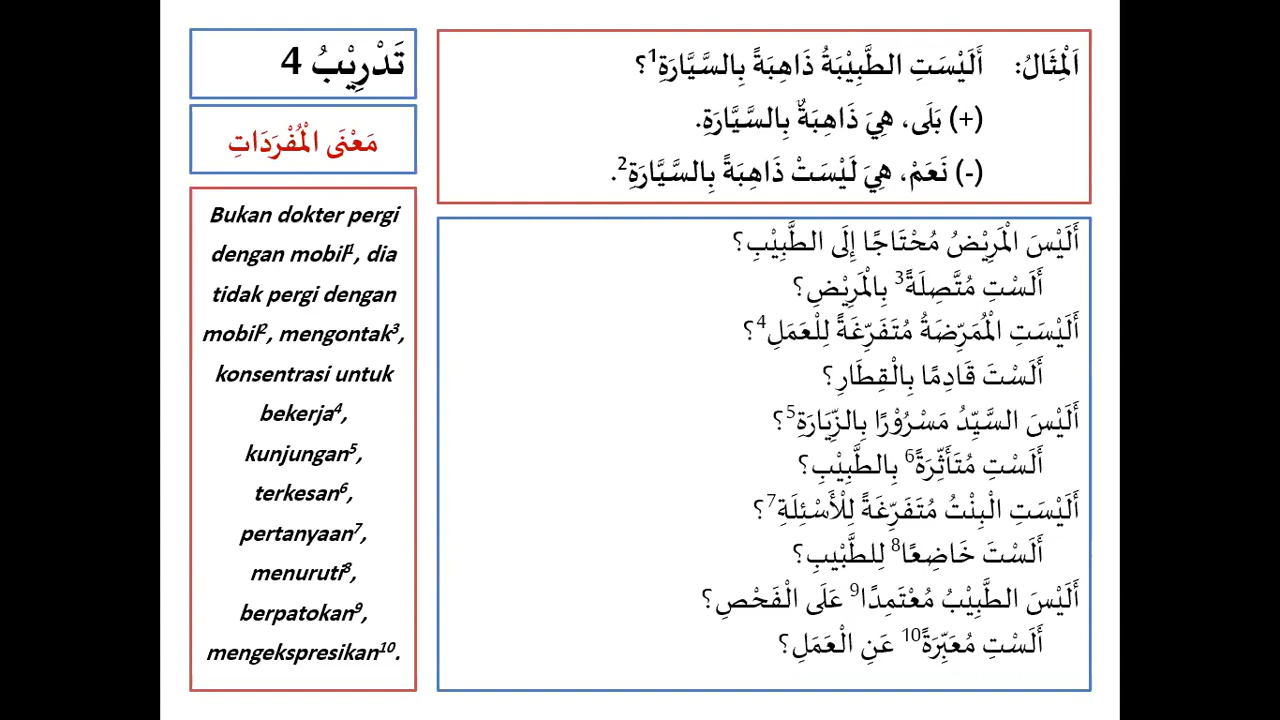 تَدْرِيْبُ 4
مَعْنَى الْمُفْرَدَاتِ
Bukan dokter pergi
dengan mobil¹, dia
tidak pergi dengan
mobil², mengontak³,
konsentrasi untuk
bekerja⁴,
kunjungan⁵,
terkesan⁶,
pertanyaan⁷,
menuruti⁸,
berpatokan⁹,
mengekspresikan¹⁰.
اَلْمِثَالُ: أَلَيْسَتِ الطَّبِيْبَةُ ذَاهِبَةً بِالسَّيَّارَةِ¹؟
(+) بَلَى، هِيَ ذَاهِبَةٌ بِالسَّيَّارَةِ.
(-) نَعَمْ، هِيَ لَيْسَتْ ذَاهِبَةً بِالسَّيَّارَةِ².
أَلَيْسَ الْمَرِيْضُ مُحْتَاجًا إِلَى الطَّبِيْبِ؟
أَلَسْتِ مُتَّصِلَةً³ بِالْمَرِيْضِ؟
أَلَيْسَتِ الْمُمَرِّضَةُ مُتَفَرِّغَةً لِلْعَمَلِ⁴؟
أَلَسْتَ قَادِمًا بِالْقِطَارِ؟
أَلَيْسَ السَّيِّدُ مَسْرُوْرًا بِالزِّيَارَةِ⁵؟
أَلَسْتِ مُتَأَثِّرَةً⁶ بِالطَّبِيْبِ؟
أَلَيْسَتِ الْبِنْتُ مُتَفَرِّغَةً لِلْأَسْئِلَةِ⁷؟
أَلَسْتَ خَاضِعًا⁸ لِلطَّبْيبِ؟
أَلَيْسَ الطَّبِيْبُ مُعْتَمِدًا⁹ عَلَى الْفَحْصِ؟
أَلَسْتِ مُعَبِّرَةً¹⁰ عَنِ الْعَمَلِ؟